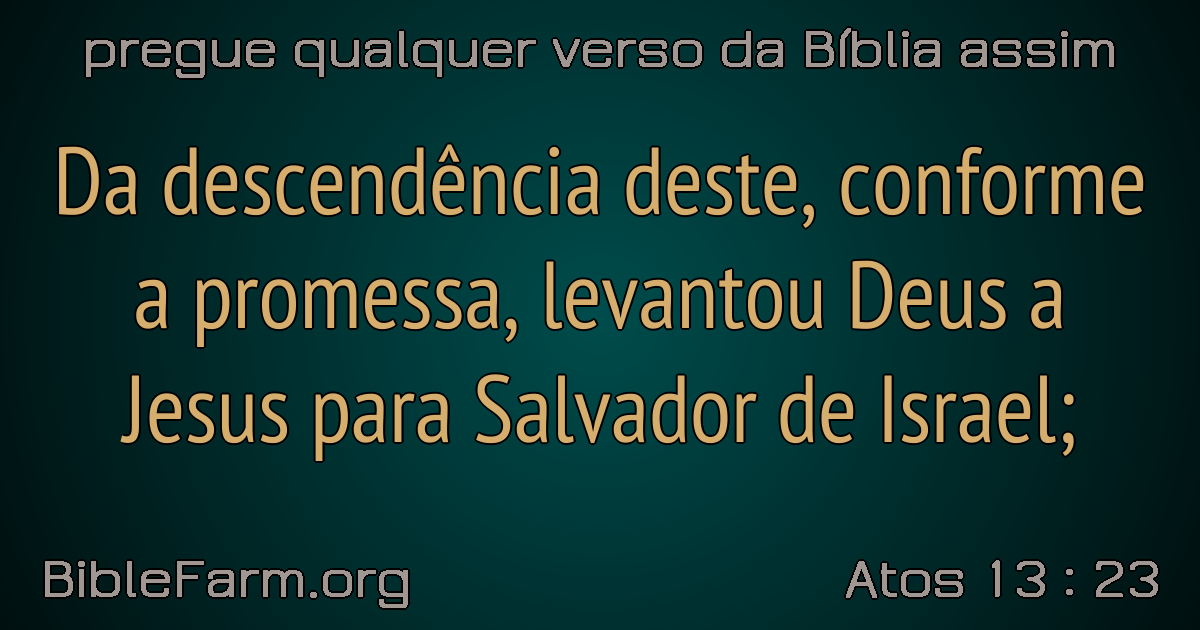 pregue qualquer verso da Bíblia assim
Da descendência deste, conforme
a promessa, levantou Deus a
Jesus para Salvador de Israel;
BibleFarm.org
Atos 13 : 23